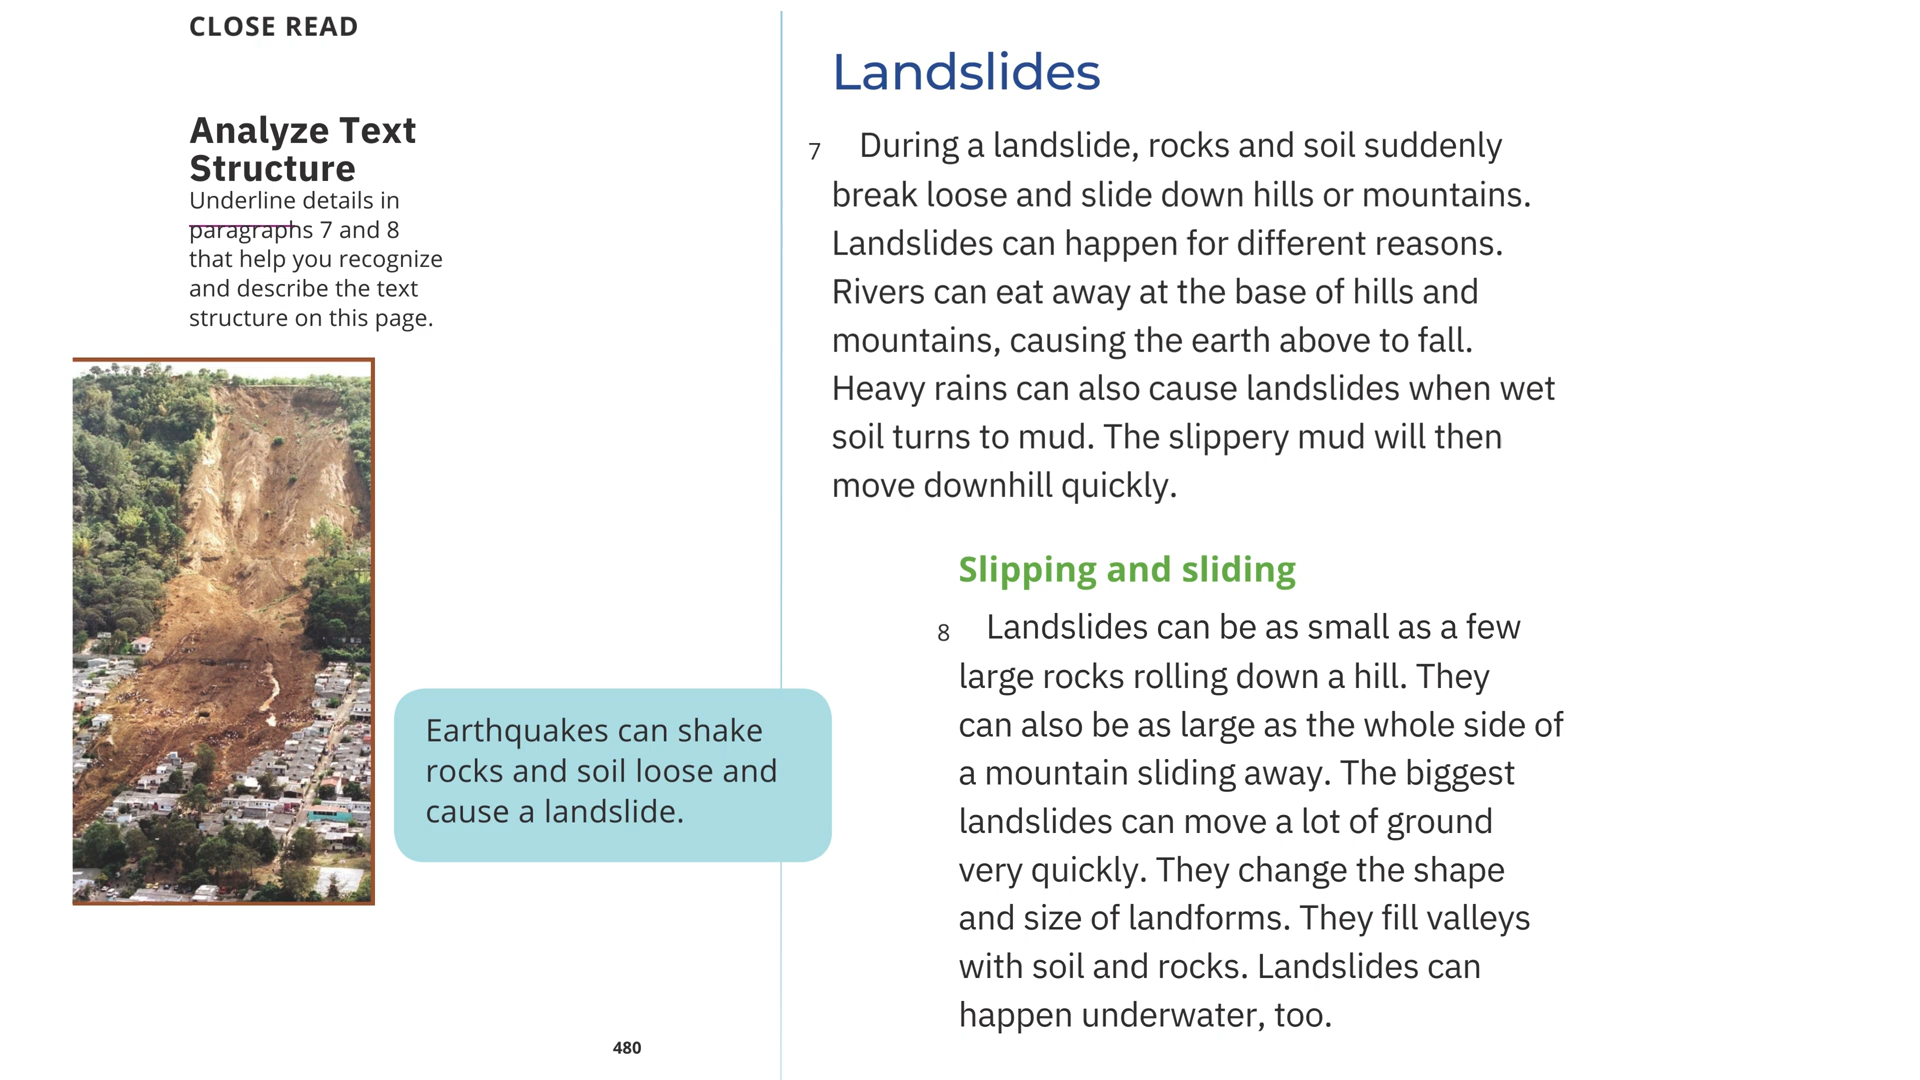 CLOSE READ
Analyze Text
Structure
Underline details in
paragraphs 7 and 8
that help you recognize
and describe the text
structure on this page.
Earthquakes can shake
rocks and soil loose and
cause a landslide.
480
Landslides
7 During a landslide, rocks and soil suddenly
break loose and slide down hills or mountains.
Landslides can happen for different reasons.
Rivers can eat away at the base of hills and
mountains, causing the earth above to fall.
Heavy rains can also cause landslides when wet
soil turns to mud. The slippery mud will then
move downhill quickly.
Slipping and sliding
8 Landslides can be as small as a few
large rocks rolling down a hill. They
can also be as large as the whole side of
a mountain sliding away. The biggest
landslides can move a lot of ground
very quickly. They change the shape
and size of landforms. They fill valleys
with soil and rocks. Landslides can
happen underwater, too.